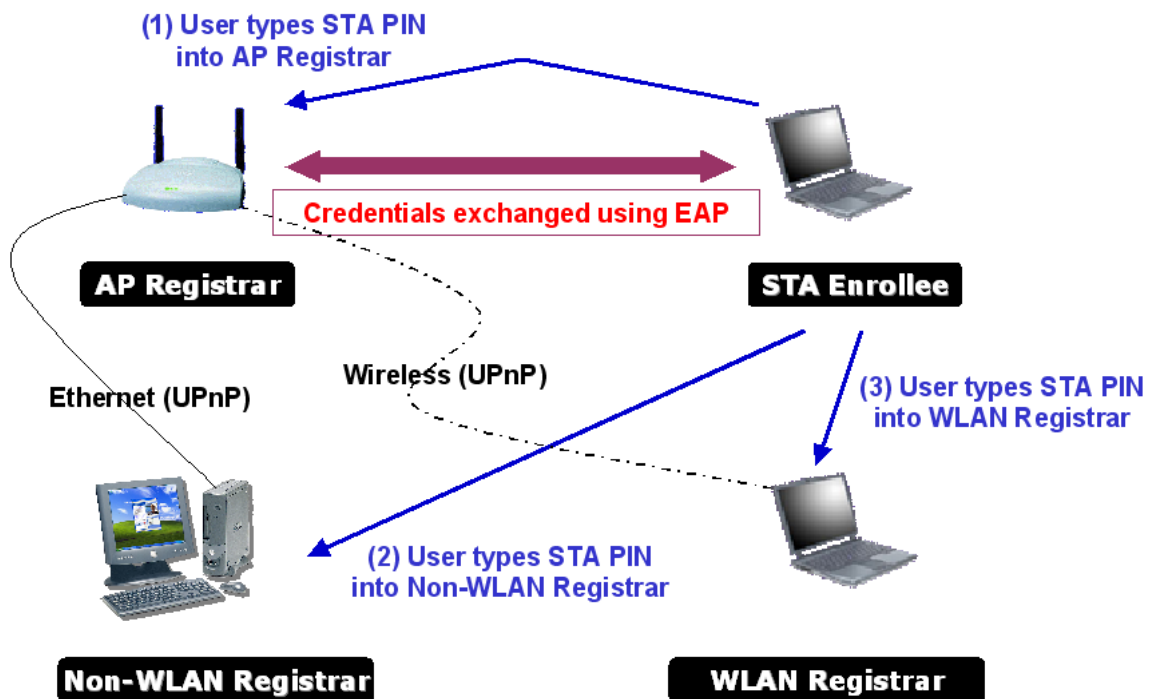 (1) User types STA PIN
into AP Registrar
Credentials exchanged using EAP
AP Registrar
STA Enrollee
Wireless (UPnP)
Ethernet (UPnP)
(3) User types STA PIN
into WLAN Registrar
(2) User types STA PIN
into Non-WLAN Registrar
Non-WLAN Registrar
WLAN Registrar